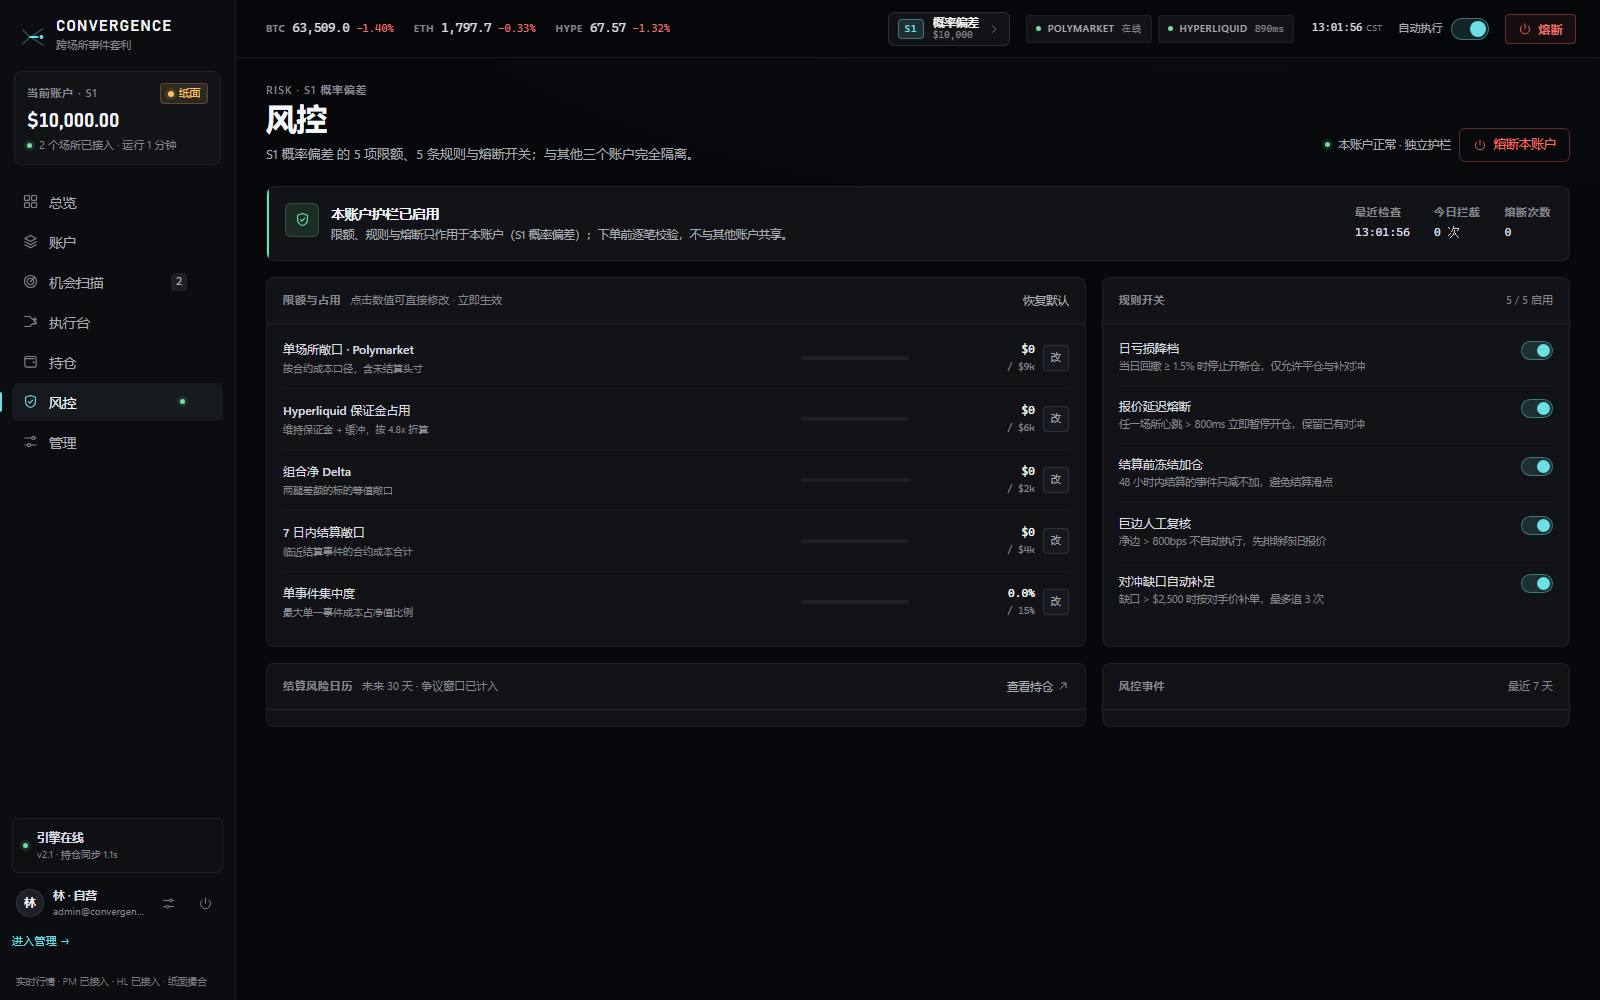 CONVERGENCE
跨场所事件套利
BTC 63,509.0 -1.40% ETH 1,797.7 -0.33% HYPE 67.57 -1.32%
S1 概率偏差 $10,000
POLYMARKET 在线
HYPERLIQUID 890ms
13:01:56 CST
自动执行
熔断
当前账户 · S1
纸面
$10,000.00
2 个场所已接入 · 运行 1 分钟
总览
账户
机会扫描 2
执行台
持仓
风控
管理
引擎在线
v2.1 · 持仓同步 1.1s
林
林 · 自营
admin@convergen...
进入管理 →
实时行情 · PM 已接入 · HL 已接入 · 纸面撮合
RISK · S1 概率偏差
风控
S1 概率偏差 的 5 项限额、5 条规则与熔断开关；与其他三个账户完全隔离。
本账户正常 · 独立护栏
熔断本账户
本账户护栏已启用
限额、规则与熔断只作用于本账户（S1 概率偏差）；下单前逐笔校验，不与其他账户共享。
最近检查 今日拦截 熔断次数
13:01:56 0 次 0
限额与占用 点击数值可直接修改 · 立即生效
恢复默认
单场所敞口 · Polymarket
按合约成本口径，含未结算头寸
$0
/ $9k
改
Hyperliquid 保证金占用
维持保证金 + 缓冲，按 4.8x 折算
$0
/ $6k
改
组合净 Delta
两腿差额的标的等值敞口
$0
/ $2k
改
7 日内结算敞口
临近结算事件的合约成本合计
$0
/ $4k
改
单事件集中度
最大单一事件成本占净值比例
0.0%
/ 15%
改
规则开关
5 / 5 启用
日亏损降档
当日回撤 ≥ 1.5% 时停止开新仓，仅允许平仓与补对冲
报价延迟熔断
任一场所心跳 > 800ms 立即暂停开仓，保留已有对冲
结算前冻结加仓
48 小时内结算的事件只减不加，避免结算滑点
巨边人工复核
净边 > 800bps 不自动执行，先排除陈旧报价
对冲缺口自动补足
缺口 > $2,500 时按对手价补单，最多追 3 次
结算风险日历 未来 30 天 · 争议窗口已计入
查看持仓 ↗
风控事件
最近 7 天